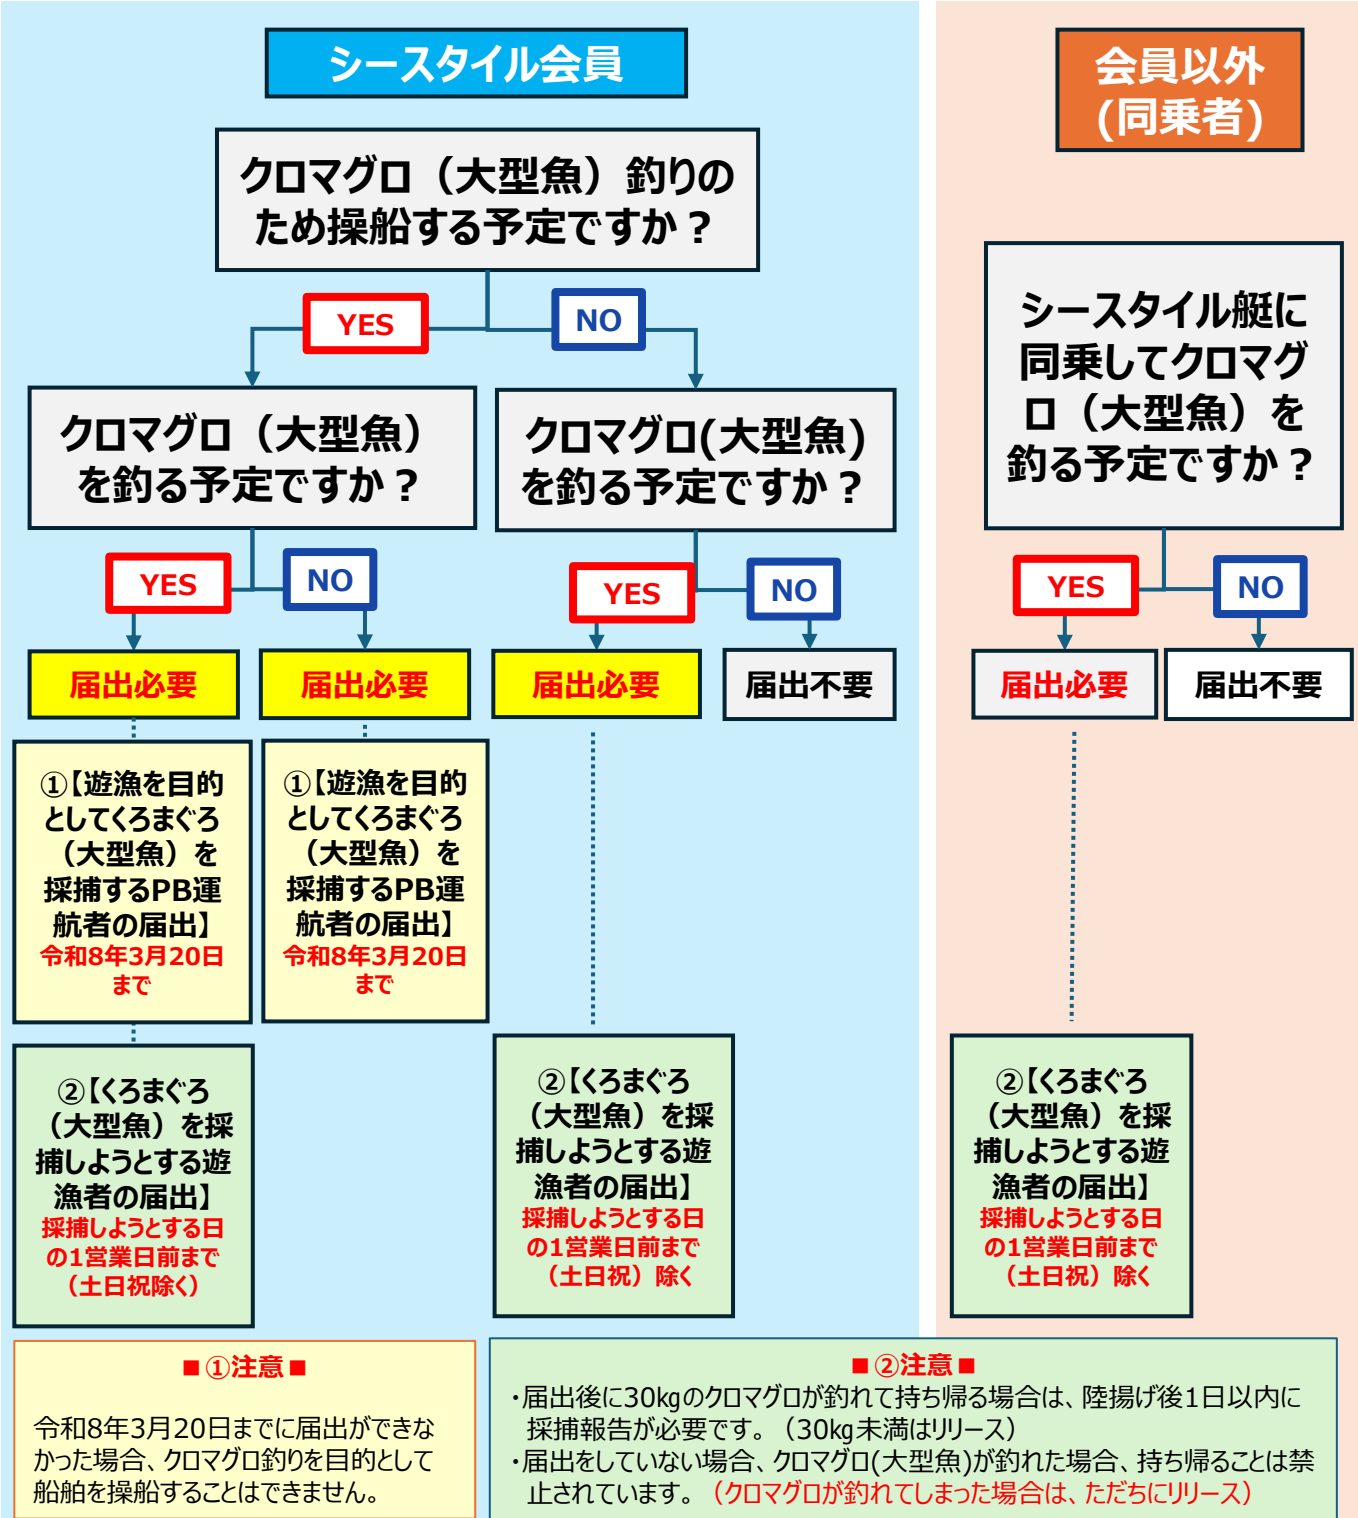 シースタイル会員
クロマグロ（大型魚）釣りの
ため操船する予定ですか？
YES
NO
クロマグロ（大型魚）
を釣る予定ですか？
クロマグロ(大型魚)
を釣る予定ですか？
YES
NO
YES
NO
届出必要
届出必要
届出必要
届出不要
①【遊漁を目的
としてくろまぐろ
（大型魚）を
採捕するPB運
航者の届出】
令和8年3月20日
まで
①【遊漁を目的
としてくろまぐろ
（大型魚）を
採捕するPB運
航者の届出】
令和8年3月20日
まで
②【くろまぐろ
（大型魚）を採
捕しようとする遊
漁者の届出】
採捕しようとする日
の1営業日前まで
（土日祝除く）
②【くろまぐろ
（大型魚）を採
捕しようとする遊
漁者の届出】
採捕しようとする日
の1営業日前まで
（土日祝）除く
会員以外
(同乗者)
シースタイル艇に
同乗してクロマグ
ロ（大型魚）を
釣る予定ですか？
YES
NO
届出必要
届出不要
②【くろまぐろ
（大型魚）を採
捕しようとする遊
漁者の届出】
採捕しようとする日
の1営業日前まで
（土日祝）除く
■①注意■
令和8年3月20日までに届出ができな
かった場合、クロマグロ釣りを目的として
船舶を操船することはできません。
■②注意■
・届出後に30kgのクロマグロが釣れて持ち帰る場合は、陸揚げ後1日以内に
採捕報告が必要です。（30kg未満はリリース）
・届出をしていない場合、クロマグロ(大型魚)が釣れた場合、持ち帰ることは禁
止されています。（クロマグロが釣れてしまった場合は、ただちにリリース）